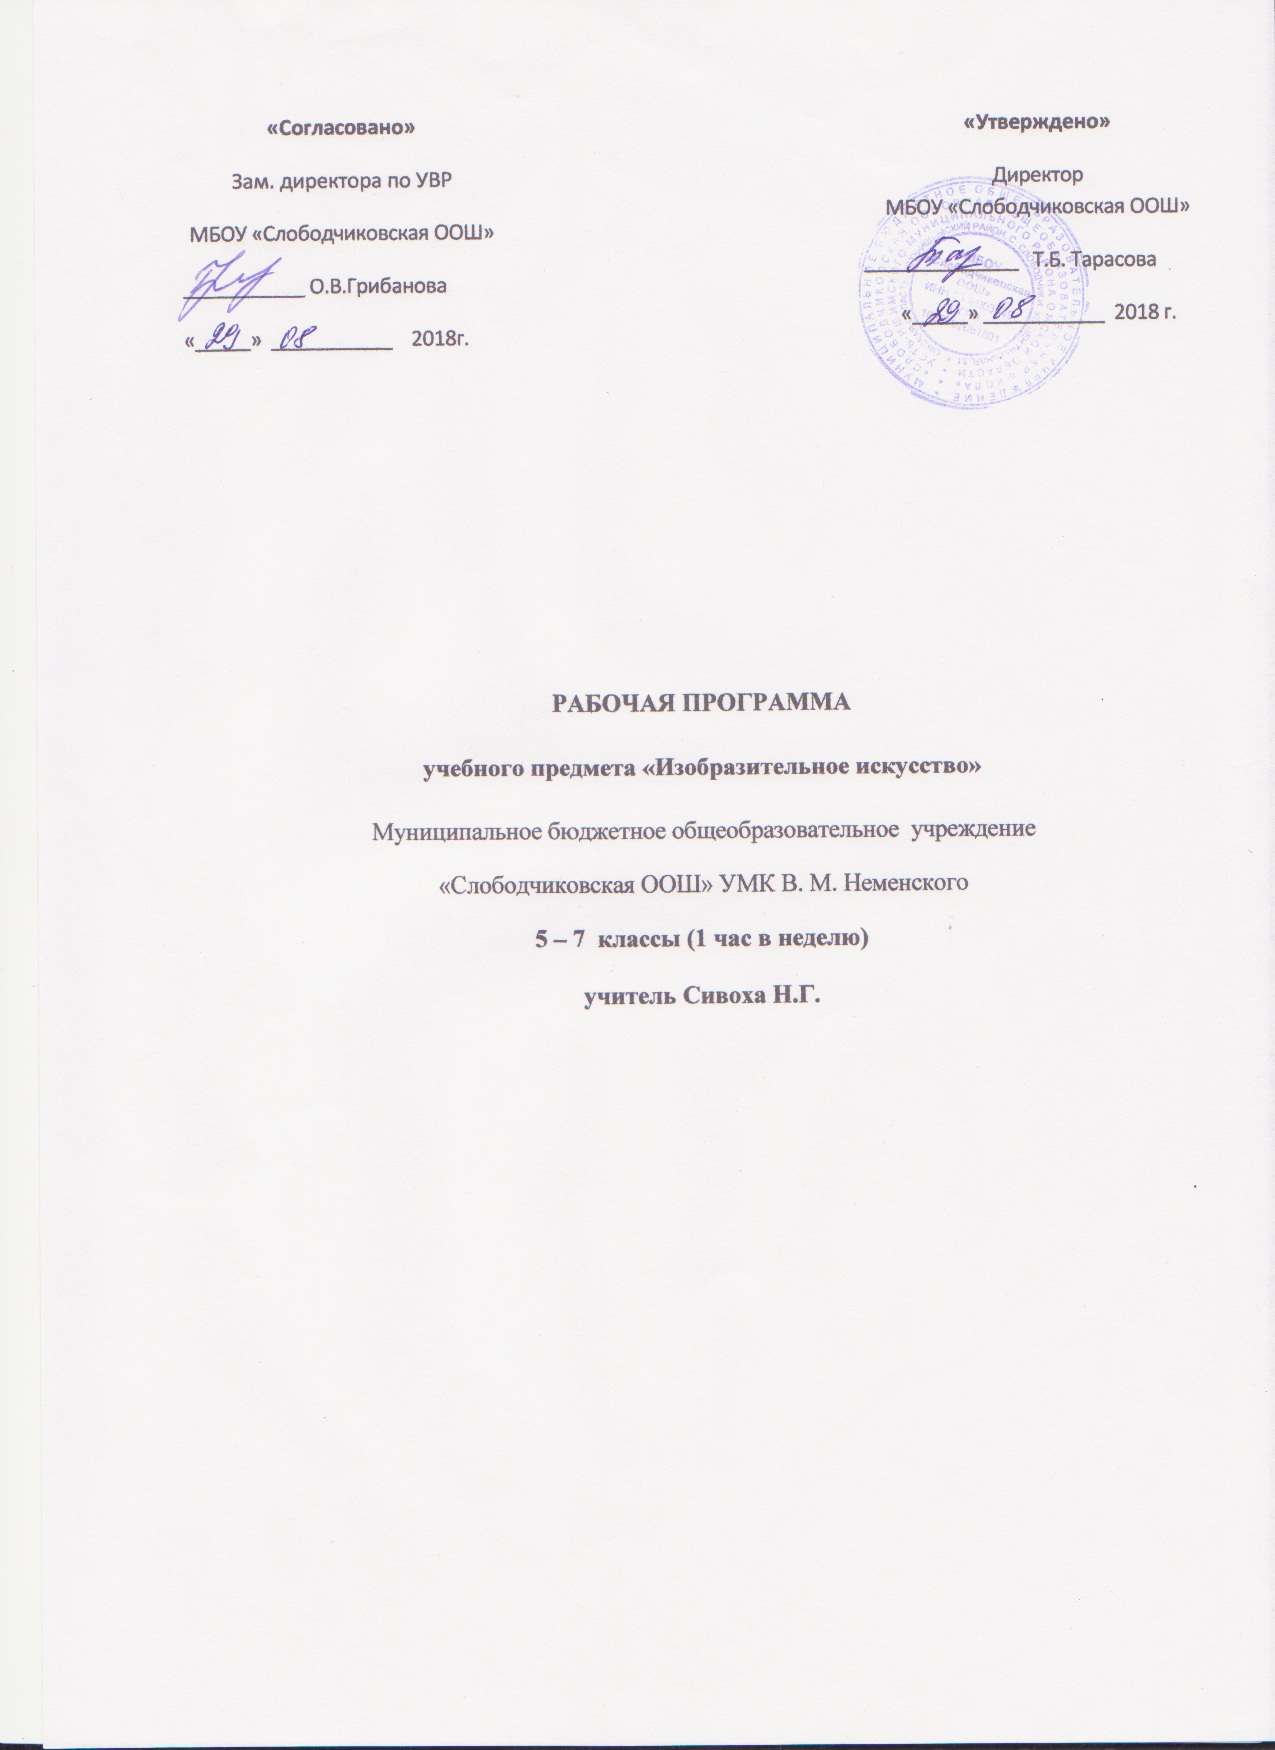 «Согласовано»
Зам. директора по УВР
МБОУ «Слободчиковская ООШ»
____________ О.В.Грибанова
«29» 08 2018г.
«Утверждено»
Директор
МБОУ «Слободчиковская ООШ»
_______________ Т.Б. Тарасова
«29» 08 2018 г.
РАБОЧАЯ ПРОГРАММА
учебного предмета «Изобразительное искусство»
Муниципальное бюджетное общеобразовательное учреждение
«Слободчиковская ООШ» УМК В. М. Неменского
5 – 7 классы (1 час в неделю)
учитель Сивоха Н.Г.